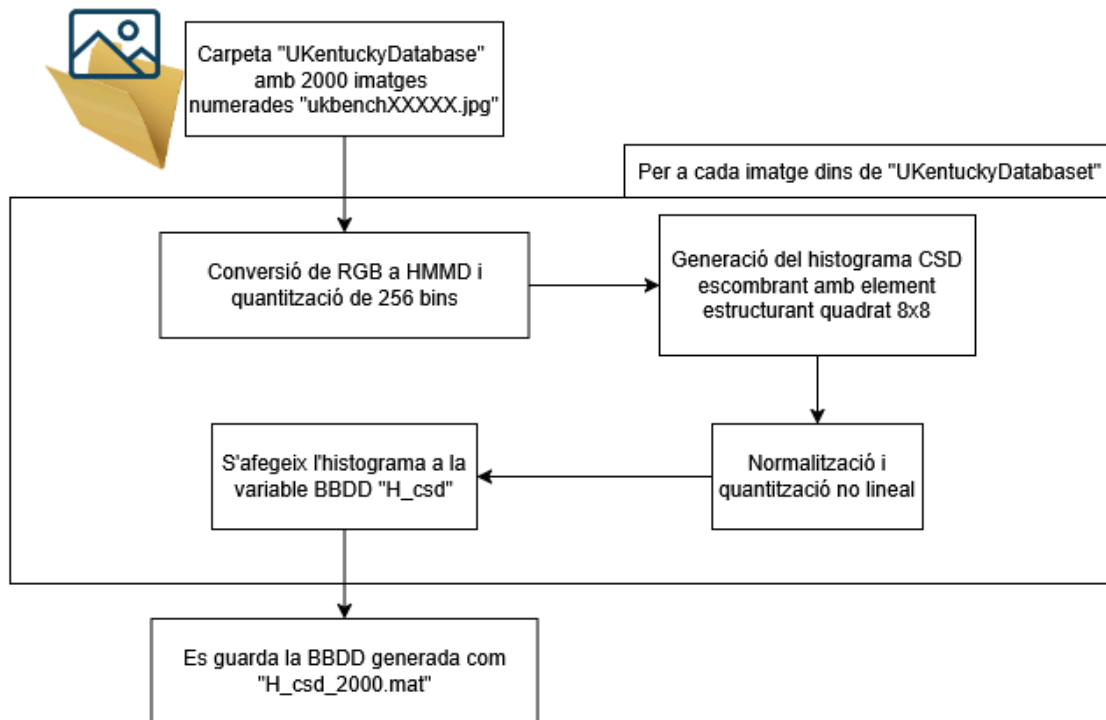 Carpeta "UKentuckyDatabase"
amb 2000 imatges
numerades "ukbenchXXXXX.jpg"
Per a cada imatge dins de "UKentuckyDatabaset"
Conversió de RGB a HMMD i
quantització de 256 bins
Generació del histograma CSD
escombrant amb element
estructurant quadrat 8x8
Normalització i
quantització no lineal
S'afegeix l'histograma a la
variable BBDD "H_csd"
Es guarda la BBDD generada com
"H_csd_2000.mat"